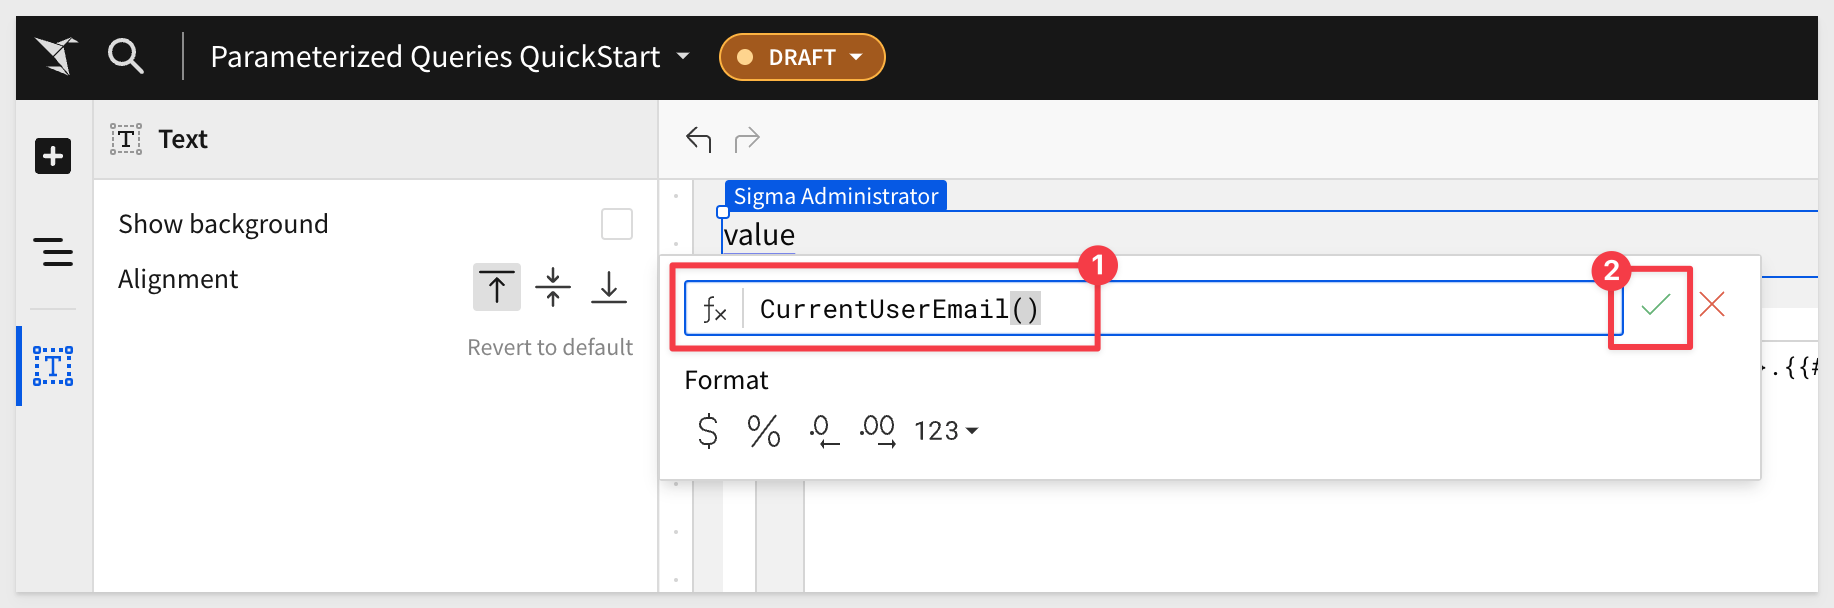 Parameterized Queries QuickStart
DRAFT
T Text
Sigma Administrator
Show background
value
Alignment
1
2
fx CurrentUserEmail()
Revert to default
Format
.{{#
$ % .0 .00 123
T